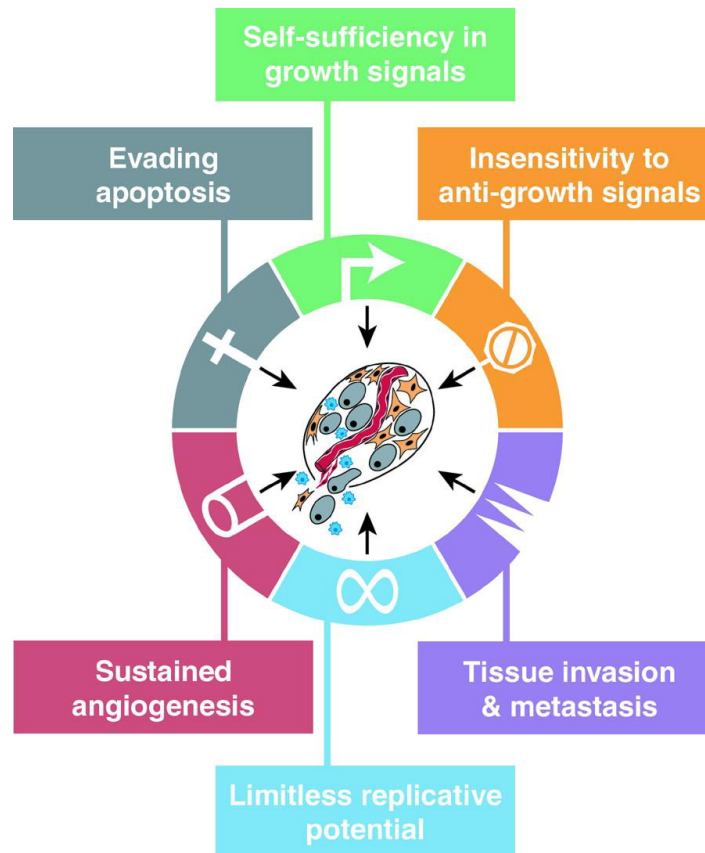 Self-sufficiency in
growth signals
Evading
apoptosis
Insensitivity to
anti-growth signals
Sustained
angiogenesis
Tissue invasion
& metastasis
Limitless replicative
potential